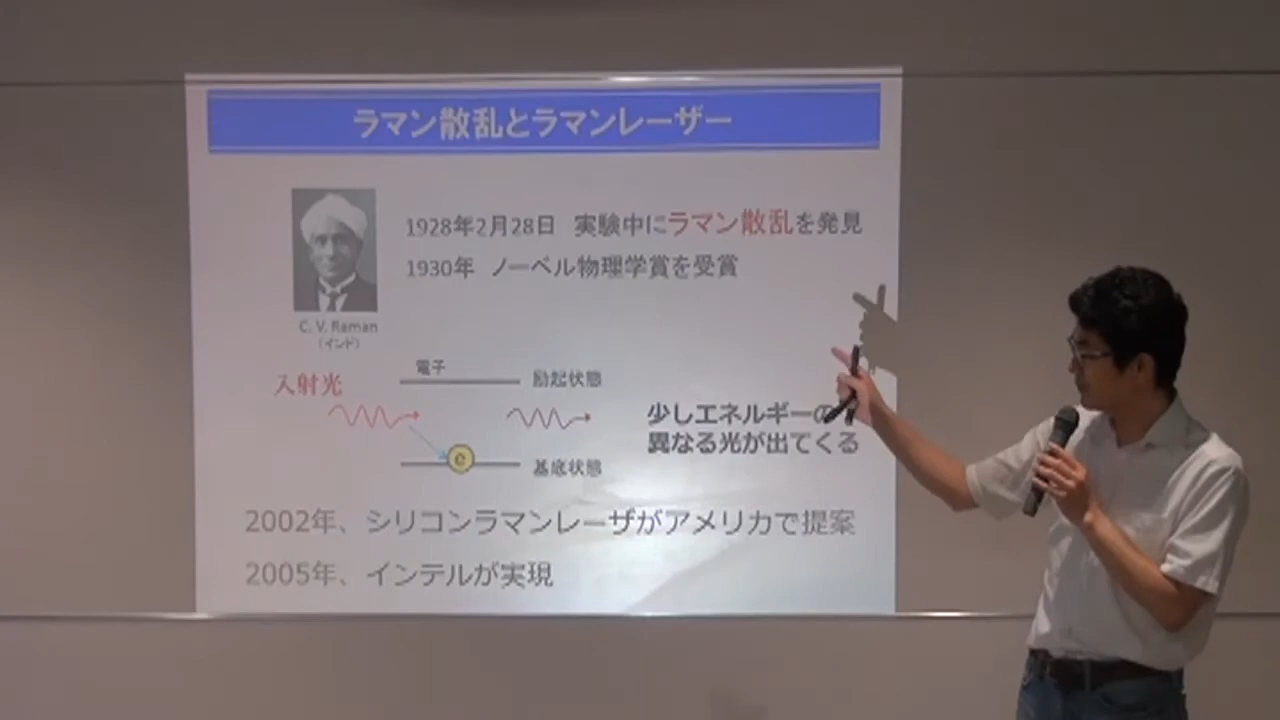 ラマン散乱とラマンレーザー
1928年2月28日 実験中にラマン散乱を発見
1930年 ノーベル物理学賞を受賞
C. V. Raman
(インド)
入射光
電子
励起状態
e
基底状態
少しエネルギーの
異なる光が出てくる
2002年、シリコンラマンレーザがアメリカで提案
2005年、インテルが実現